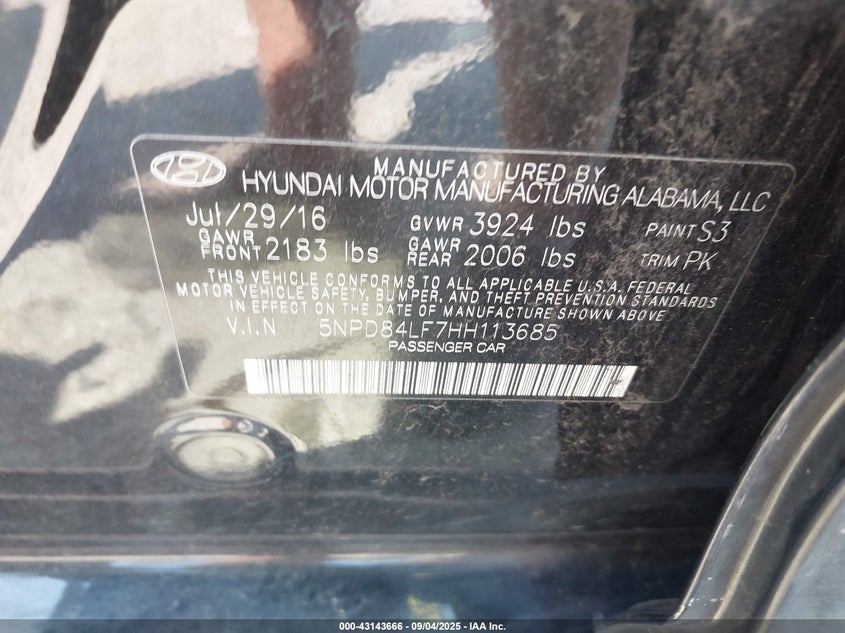 MANUFACTURED BY
HYUNDAI MOTOR MANUFACTURING ALABAMA, LLC
Jul/29/16 GVWR 3924 lbs PAINT S3
GAWR FRONT 2183 lbs GAWR REAR 2006 lbs TRIM PK
THIS VEHICLE CONFORMS TO ALL APPLICABLE U.S.A. FEDERAL
MOTOR VEHICLE SAFETY, BUMPER, AND THEFT PREVENTION STANDARDS
IN EFFECT ON THE DATE OF MANUFACTURE SHOWN ABOVE.
V.I.N 5NPD84LF7HH113685
PASSENGER CAR
000-43143666 - 09/04/2025 - IAA Inc.